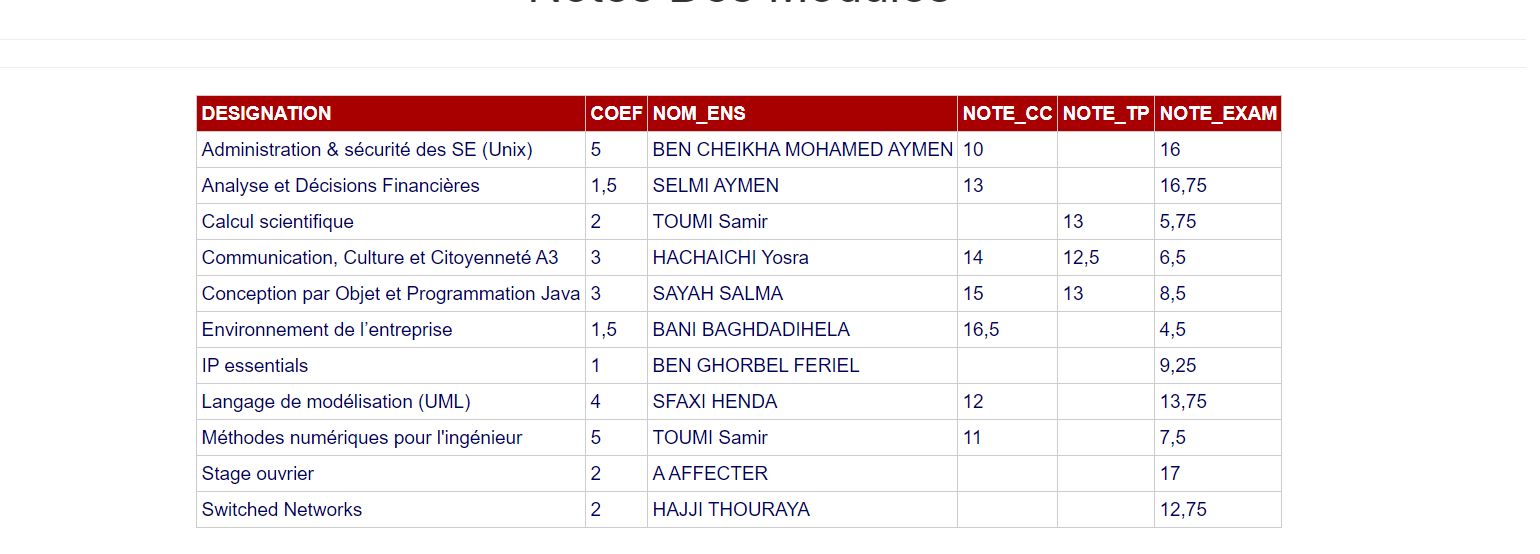 Notes Des Modules
DESIGNATION COEF NOM_ENS NOTE_CC NOTE_TP NOTE_EXAM
Administration & sécurité des SE (Unix) 5 BEN CHEIKHA MOHAMED AYMEN 10 16
Analyse et Décisions Financières 1,5 SELMI AYMEN 13 16,75
Calcul scientifique 2 TOUMI Samir 13 5,75
Communication, Culture et Citoyenneté A3 3 HACHAICHI Yosra 14 12,5 6,5
Conception par Objet et Programmation Java 3 SAYAH SALMA 15 13 8,5
Environnement de l’entreprise 1,5 BANI BAGHDADIHELA 16,5 4,5
IP essentials 1 BEN GHORBEL FERIEL 9,25
Langage de modélisation (UML) 4 SFAXI HENDA 12 13,75
Méthodes numériques pour l'ingénieur 5 TOUMI Samir 11 7,5
Stage ouvrier 2 A AFFECTER 17
Switched Networks 2 HAJJI THOURAYA 12,75